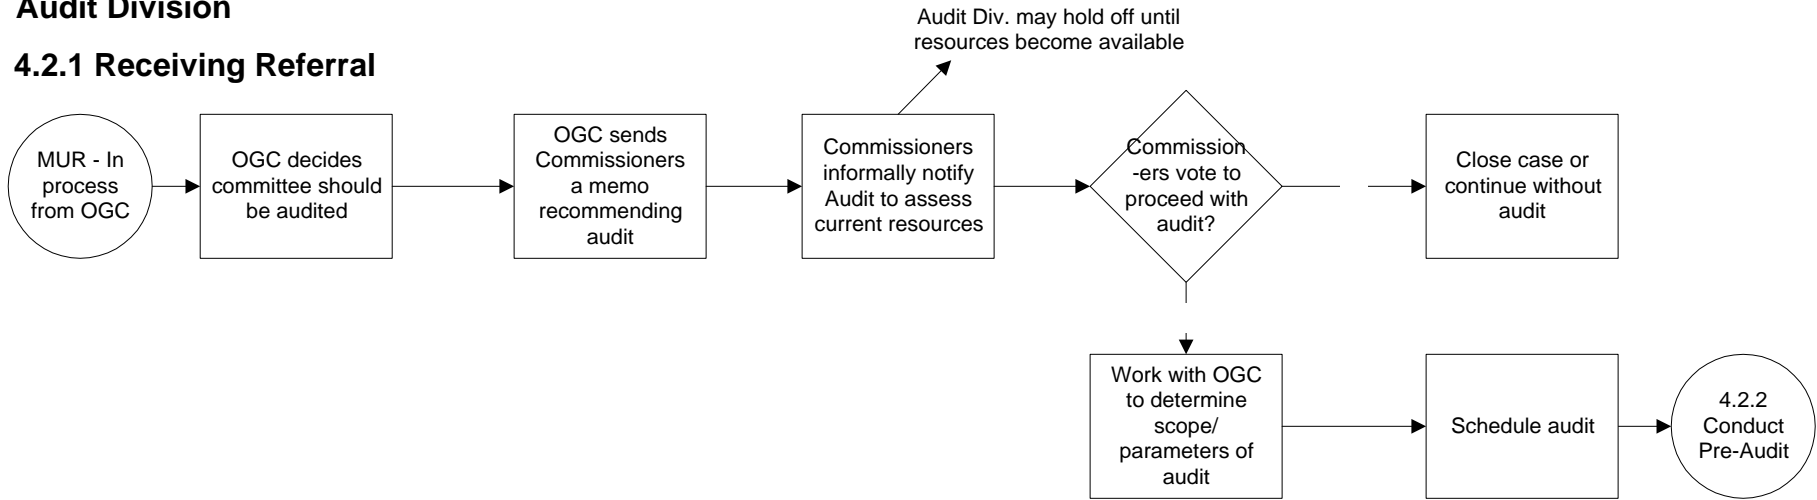 Audit Division
4.2.1 Receiving Referral
Audit Div. may hold off until
resources become available
MUR - In
process
from OGC
OGC decides
committee should
be audited
OGC sends
Commissioners
a memo
recommending
audit
Commissioners
informally notify
Audit to assess
current resources
Commission
-ers vote to
proceed with
audit?
Close case or
continue without
audit
Work with OGC
to determine
scope/
parameters of
audit
Schedule audit
4.2.2
Conduct
Pre-Audit